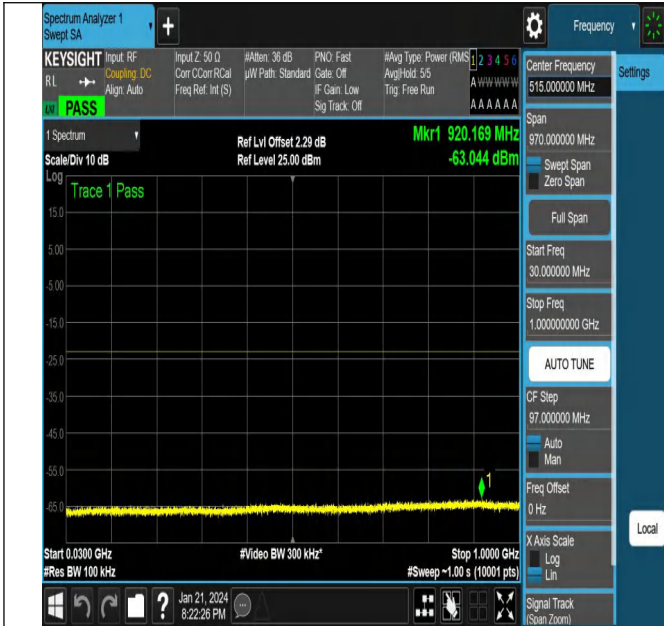 Spectrum Analyzer 1
Swept SA
Frequency
KEYSIGHT
RL
PASS
Input: RF
Coupling: DC
Align: Auto
Input Z: 50 Ω
Corr CCorr RCal
Freq Ref: Int (S)
#Atten: 36 dB
µW Path: Standard
PNO: Fast
Gate: Off
IF Gain: Low
Sig Track: Off
#Avg Type: Power (RMS
Avg|Hold: 5/5
Trig: Free Run
1 2 3 4 5 6
A W W W W W
A A A A A A
1 Spectrum
Scale/Div 10 dB
Ref Lvl Offset 2.29 dB
Ref Level 25.00 dBm
Mkr1 920.169 MHz
-63.044 dBm
Log
Trace 1 Pass
15.0
5.00
-5.00
-15.0
-25.0
-35.0
-45.0
-55.0
-65.0
1
Start 0.0300 GHz
#Res BW 100 kHz
#Video BW 300 kHz*
Stop 1.0000 GHz
#Sweep ~1.00 s (10001 pts)
Jan 21, 2024
8:22:26 PM
Center Frequency
515.000000 MHz
Span
970.000000 MHz
Swept Span
Zero Span
Full Span
Start Freq
30.000000 MHz
Stop Freq
1.000000000 GHz
AUTO TUNE
CF Step
97.000000 MHz
Auto
Man
Freq Offset
0 Hz
X Axis Scale
Log
Lin
Signal Track
(Span Zoom)
Settings
Local